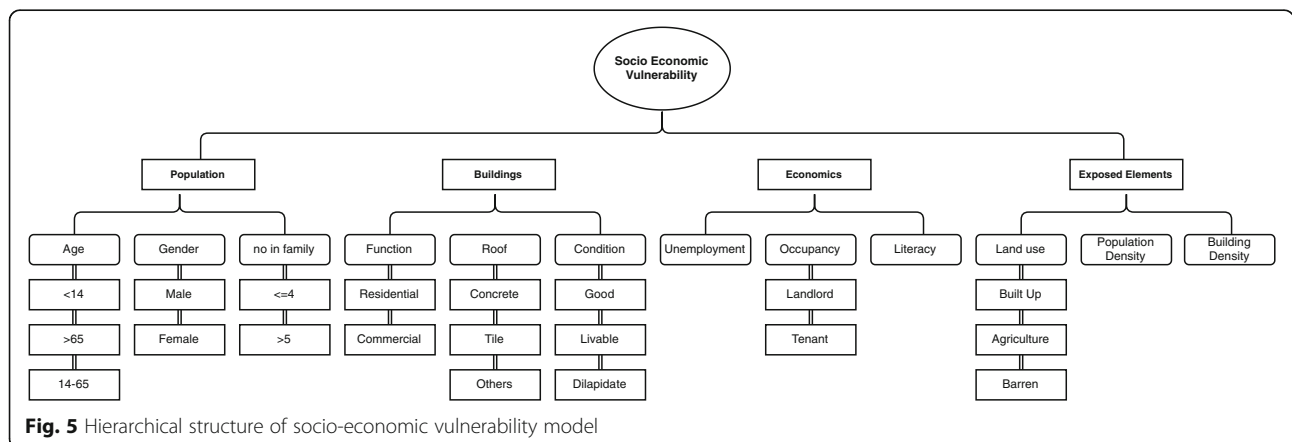 Socio Economic
Vulnerability
Population
Buildings
Economics
Exposed Elements
Age
Gender
no in family
Function
Roof
Condition
Unemployment
Occupancy
Literacy
Land use
Population
Density
Building
Density
<14
Male
<=4
Residential
Concrete
Good
Landlord
Built Up
>65
Female
>5
Commercial
Tile
Livable
Tenant
Agriculture
14-65
Others
Dilapidate
Barren
Fig. 5 Hierarchical structure of socio-economic vulnerability model